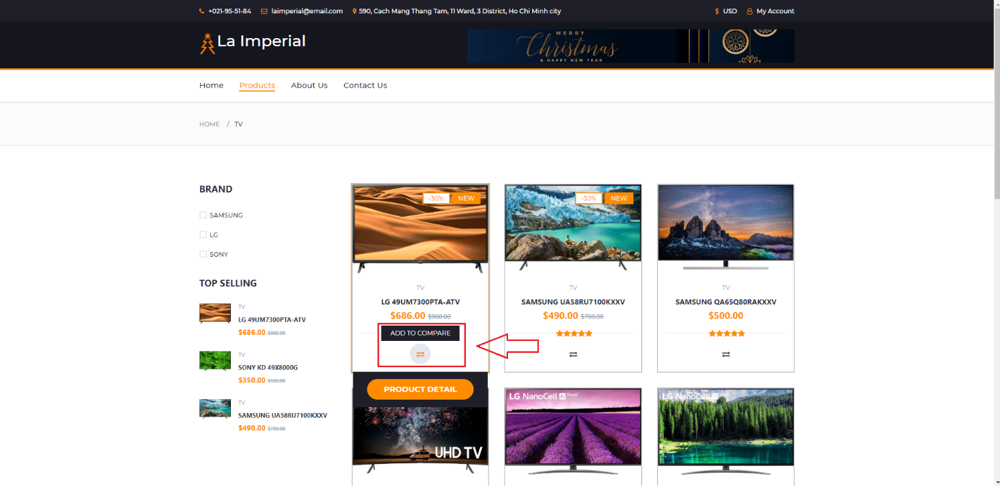 +021-95-51-84 laimperial@email.com 590, Cach Mang Thang Tam, 11 Ward, 3 District, Ho Chi Minh city $ USD My Account
La Imperial
MERRY
Christmas
& HAPPY NEW YEAR
Home Products About Us Contact Us
HOME / TV
BRAND
SAMSUNG
LG
SONY
TOP SELLING
TV
LG 49UM7300PTA-ATV
$686.00 $980.00
TV
SONY KD 49X8000G
$350.00 $500.00
TV
SAMSUNG UA58RU7100KXXV
$490.00 $700.00
-30% NEW
TV
LG 49UM7300PTA-ATV
$686.00 $980.00
ADD TO COMPARE
PRODUCT DETAIL
-30% NEW
TV
SAMSUNG UA58RU7100KXXV
$490.00 $700.00
TV
SAMSUNG QA65Q80RAKXXV
$500.00
UHD TV
LG NanoCell AI ThinQ
LG NanoCell